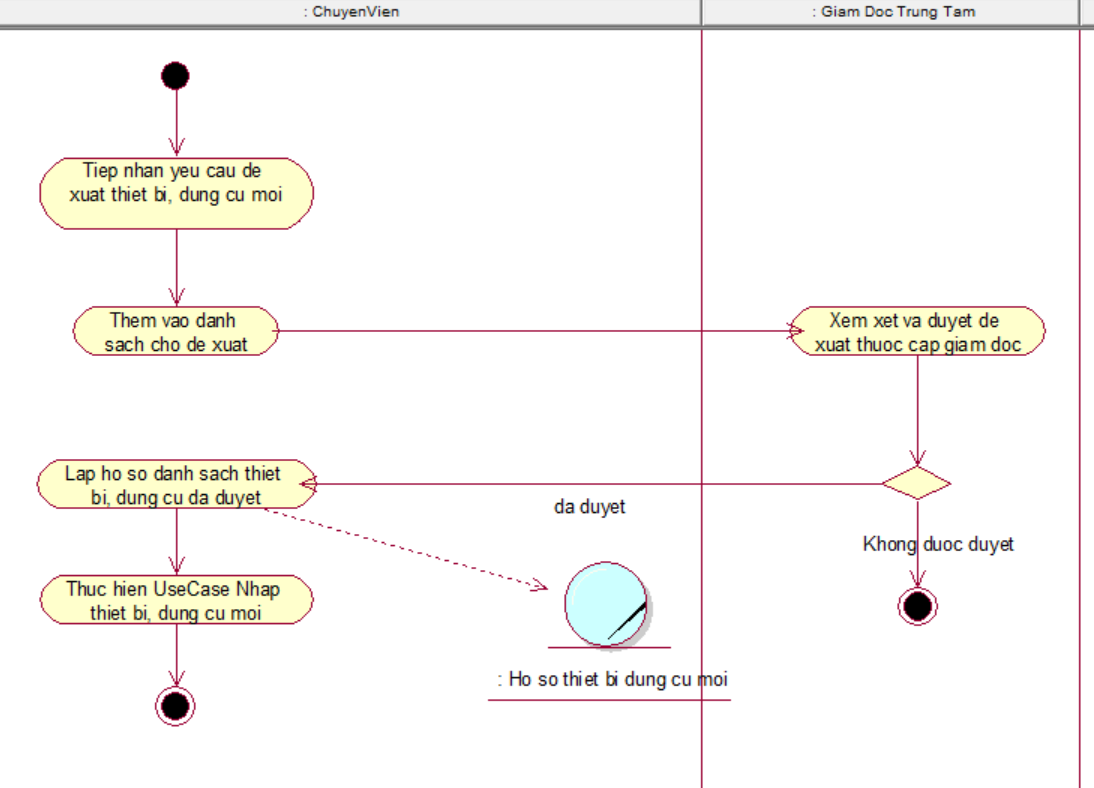 : ChuyenVien
: Giam Doc Trung Tam
Tiep nhan yeu cau de
xuat thiet bi, dung cu moi
Them vao danh
sach cho de xuat
Xem xet va duyet de
xuat thuoc cap giam doc
Lap ho so danh sach thiet
bi, dung cu da duyet
da duyet
Khong duoc duyet
Thuc hien UseCase Nhap
thiet bi, dung cu moi
: Ho so thiet bi dung cu moi